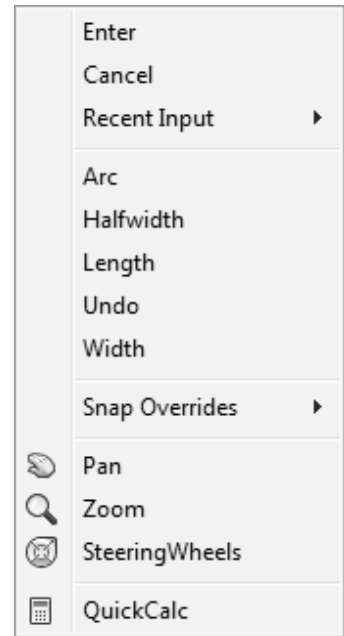 Enter
Cancel
Recent Input
Arc
Halfwidth
Length
Undo
Width
Snap Overrides
Pan
Zoom
SteeringWheels
QuickCalc